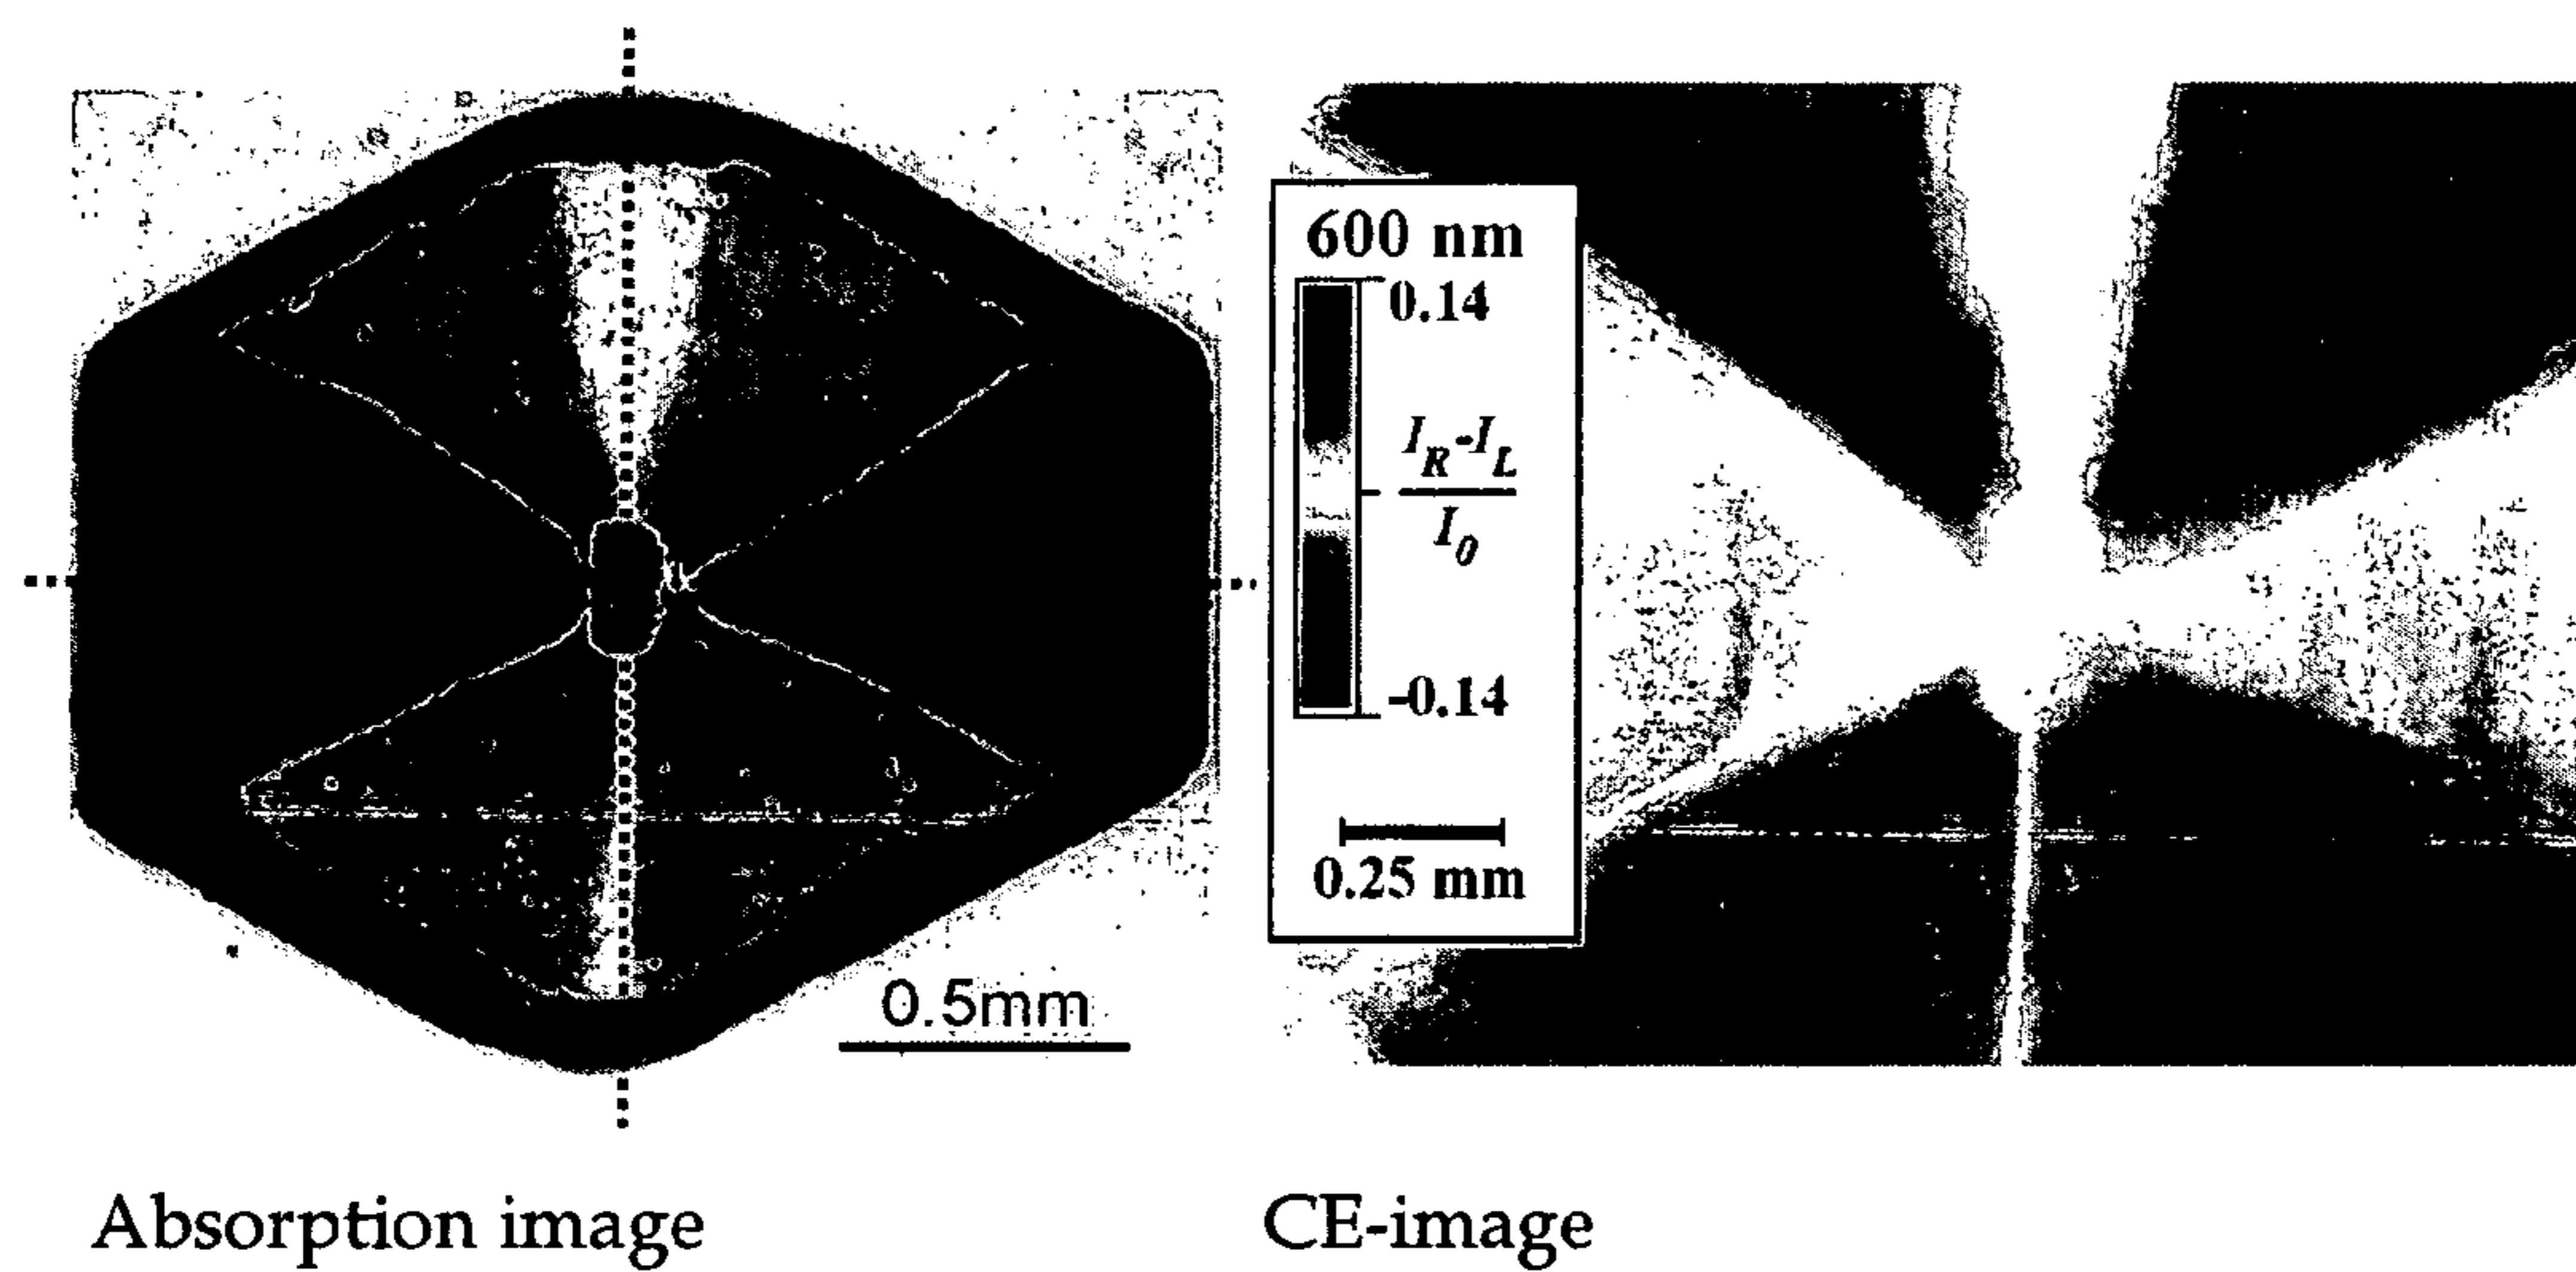 600 nm
0.14
I_R-I_L
I_0
-0.14
0.25 mm
0.5mm
Absorption image
CE-image